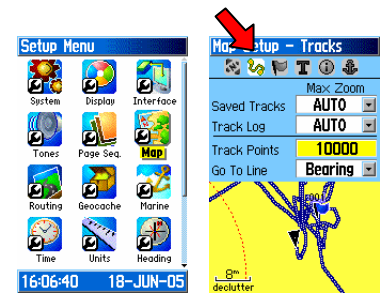 Setup Menu
System Display Interface
Tones Page Seq. Map
Routing Geocache Marine
Time Units Heading
16:06:40 18-JUN-05
Map Setup - Tracks
Max Zoom
Saved Tracks AUTO
Track Log AUTO
Track Points 10000
Go To Line Bearing
8m
declutter